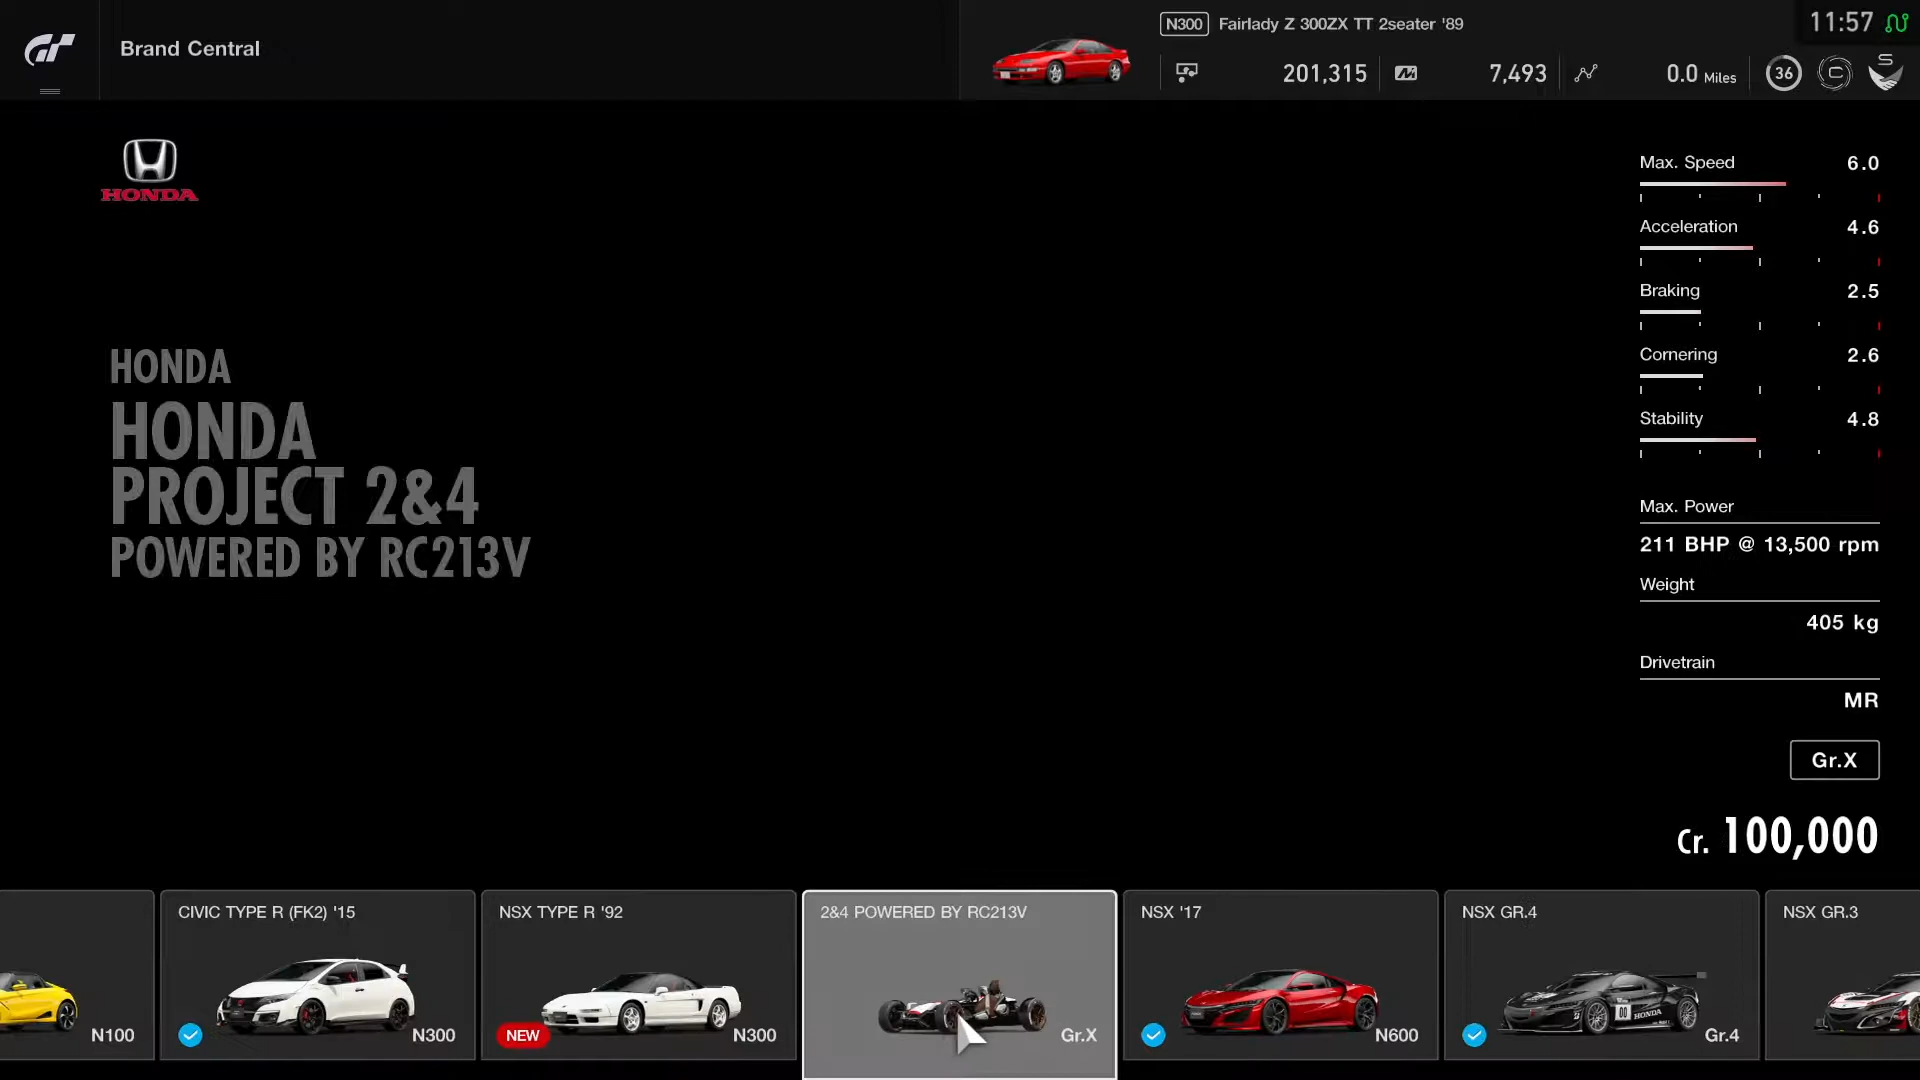 Brand Central
N300 Fairlady Z 300ZX TT 2seater '89
11:57
201,315
7,493
0.0 Miles
36
C
S
HONDA
HONDA
HONDA
PROJECT 2&4
POWERED BY RC213V
Max. Speed 6.0
Acceleration 4.6
Braking 2.5
Cornering 2.6
Stability 4.8
Max. Power
211 BHP @ 13,500 rpm
Weight
405 kg
Drivetrain
MR
Gr.X
Cr. 100,000
N100
CIVIC TYPE R (FK2) '15
N300
NSX TYPE R '92
NEW
N300
2&4 POWERED BY RC213V
Gr.X
NSX '17
N600
NSX GR.4
00
HONDA
Gr.4
NSX GR.3